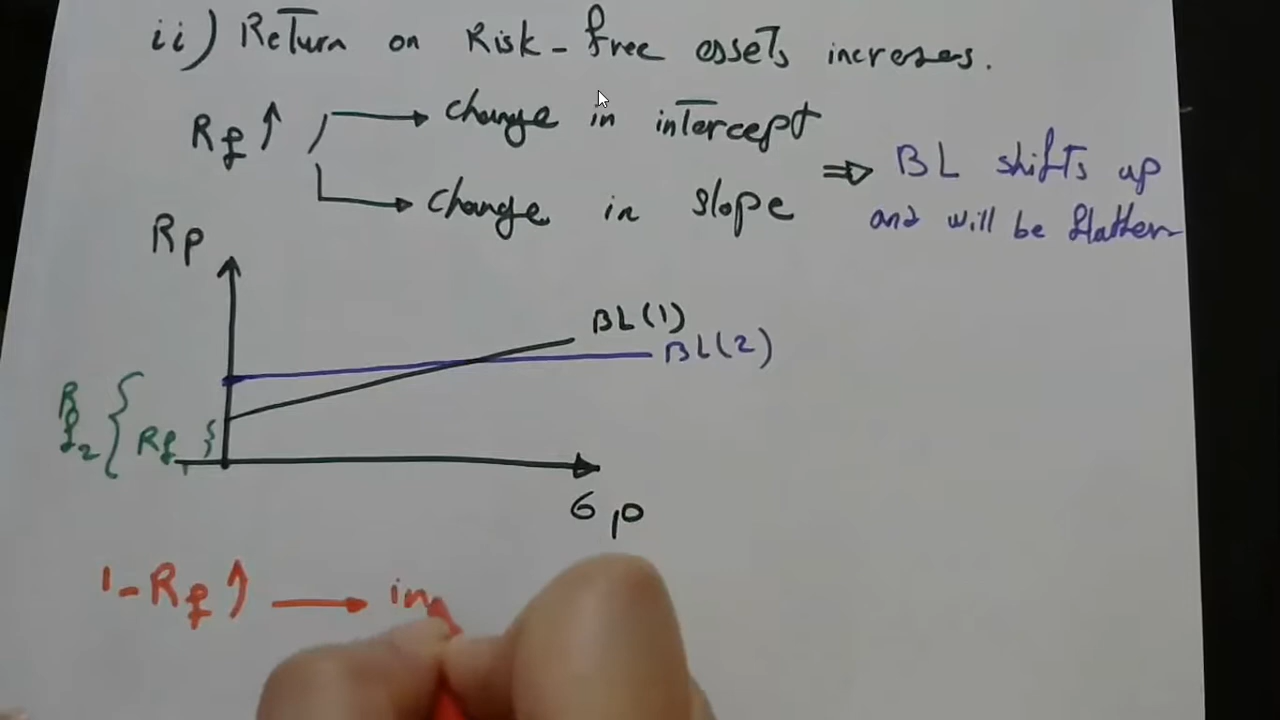 ii) Return on Risk-free assets increses.
Rf ↑ → change in intercept
→ change in slope
⇒ BL shifts up
and will be flatter
Rp
BL(1)
BL(2)
Rf2 { Rf1 }
σp
1- Rf ↑ → in